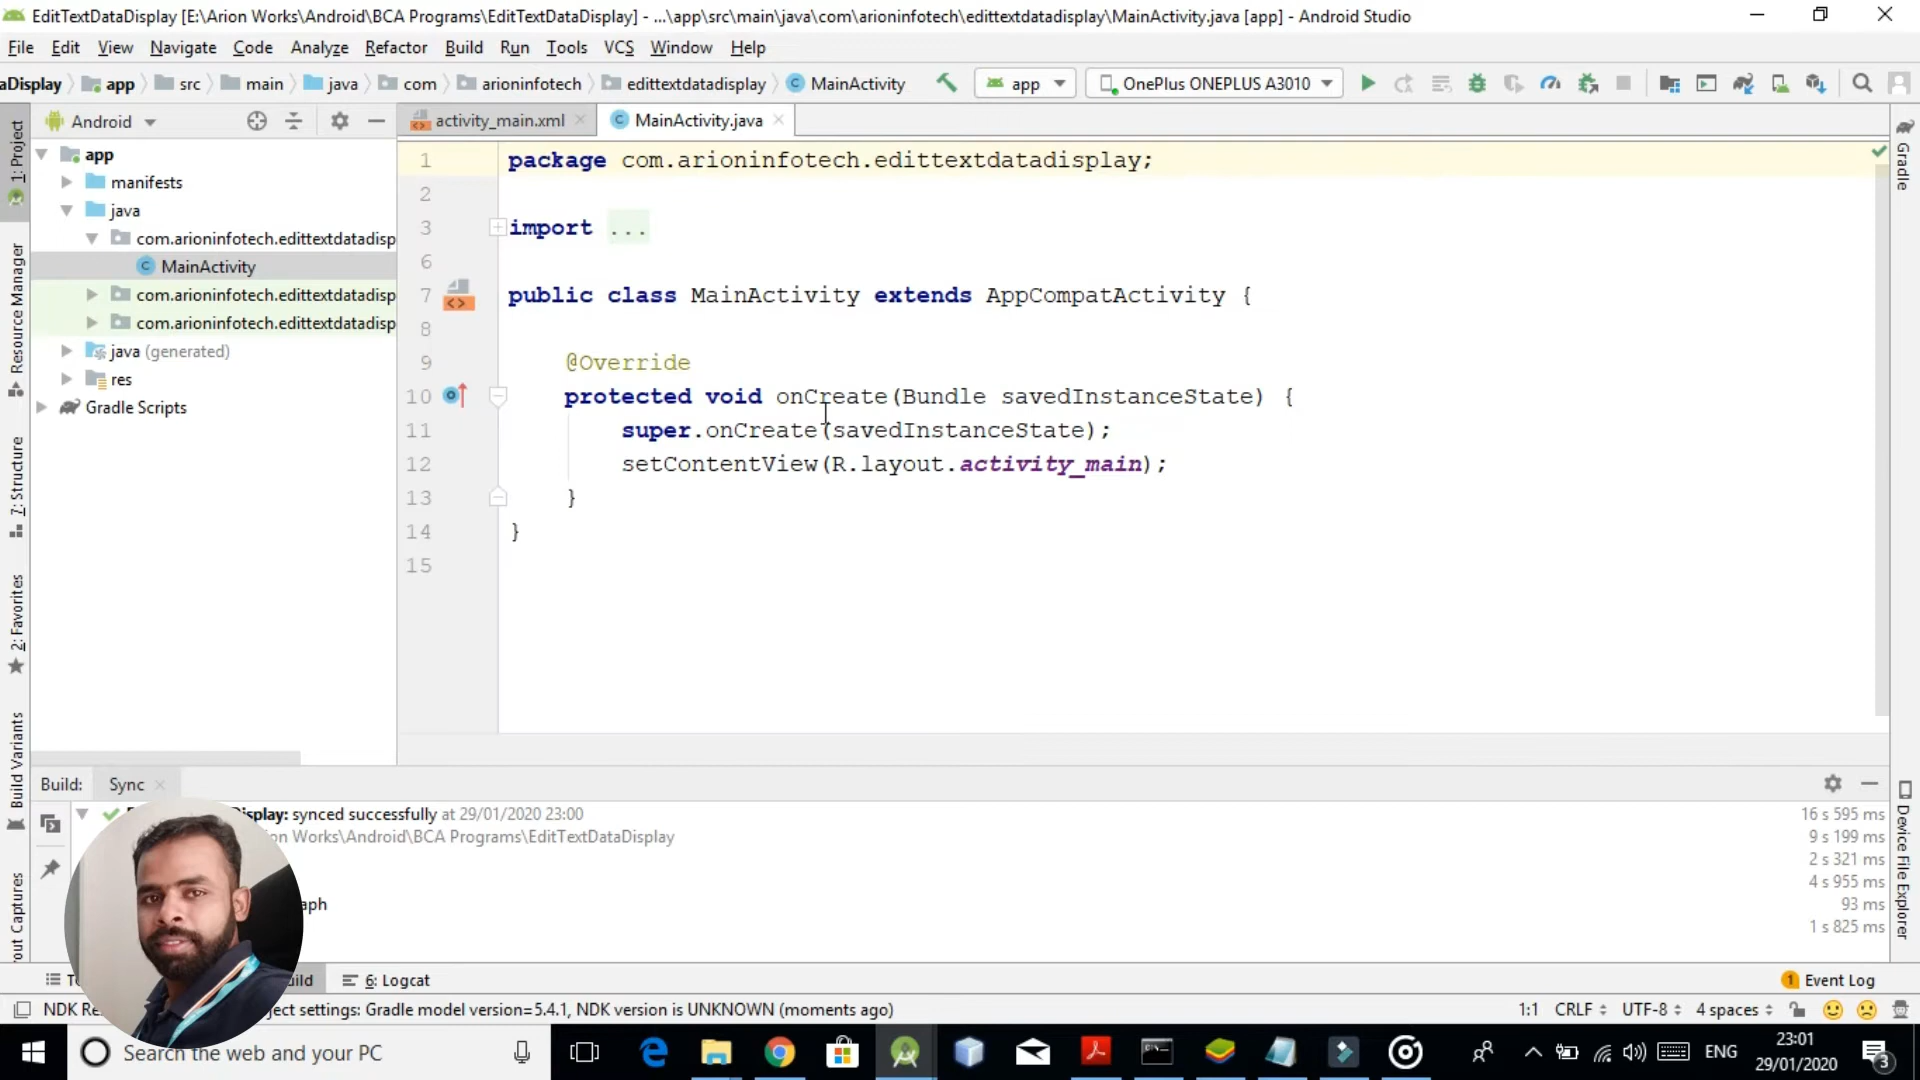 EditTextDataDisplay [E:\Arion Works\Android\BCA Programs\EditTextDataDisplay] - ...\app\src\main\java\com\arioninfotech\edittextdatadisplay\MainActivity.java [app] - Android Studio
File Edit View Navigate Code Analyze Refactor Build Run Tools VCS Window Help
aDisplay app src main java com arioninfotech edittextdatadisplay MainActivity app OnePlus ONEPLUS A3010
Android
activity_main.xml MainActivity.java
1: Project
Resource Manager
7: Structure
2: Favorites
Build Variants
out Captures
app
manifests
java
com.arioninfotech.edittextdatadisp
MainActivity
com.arioninfotech.edittextdatadisp
com.arioninfotech.edittextdatadisp
java (generated)
res
Gradle Scripts
1 package com.arioninfotech.edittextdatadisplay;
2
3 import ...
6
7 public class MainActivity extends AppCompatActivity {
8
9 @Override
10 protected void onCreate(Bundle savedInstanceState) {
11 super.onCreate(savedInstanceState);
12 setContentView(R.layout.activity_main);
13 }
14 }
15
Gradle
Device File Explorer
Build: Sync
isplay: synced successfully at 29/01/2020 23:00 16 s 595 ms
on Works\Android\BCA Programs\EditTextDataDisplay 9 s 199 ms
2 s 321 ms
4 s 955 ms
aph 93 ms
1 s 825 ms
ild 6: Logcat Event Log
NDK Re ject settings: Gradle model version=5.4.1, NDK version is UNKNOWN (moments ago) 1:1 CRLF UTF-8 4 spaces
Search the web and your PC
ENG
23:01
29/01/2020
3